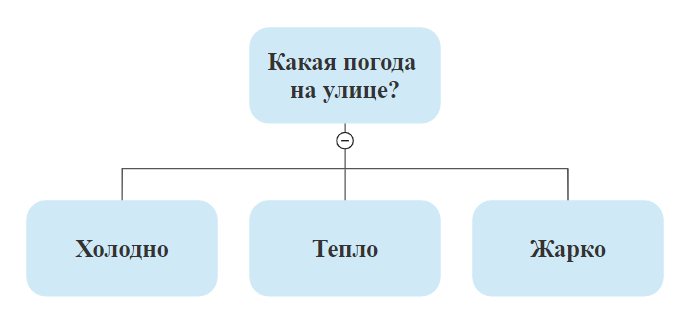 Какая погода
на улице?
Холодно
Тепло
Жарко